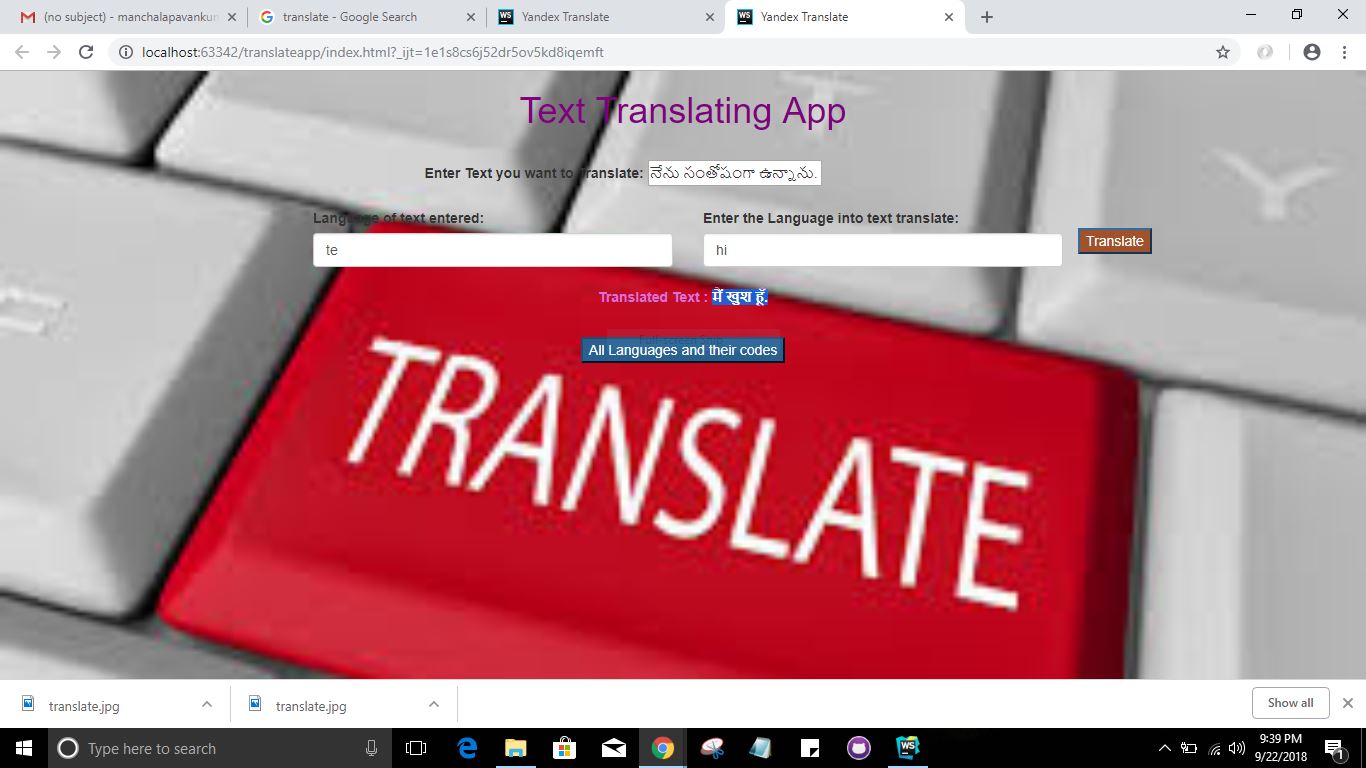 (no subject) - manchalapavankun
translate - Google Search
Yandex Translate
Yandex Translate
localhost:63342/translateapp/index.html?_ijt=1e1s8cs6j52dr5ov5kd8iqemft
Text Translating App
Enter Text you want to Translate: నేను సంతోషంగా ఉన్నాను.
Language of text entered:
Enter the Language into text translate:
te
hi
Translate
Translated Text : मैं खुश हूँ.
All Languages and their codes
TRANSLATE
Y
translate.jpg
translate.jpg
Show all
Type here to search
9:39 PM
9/22/2018
1